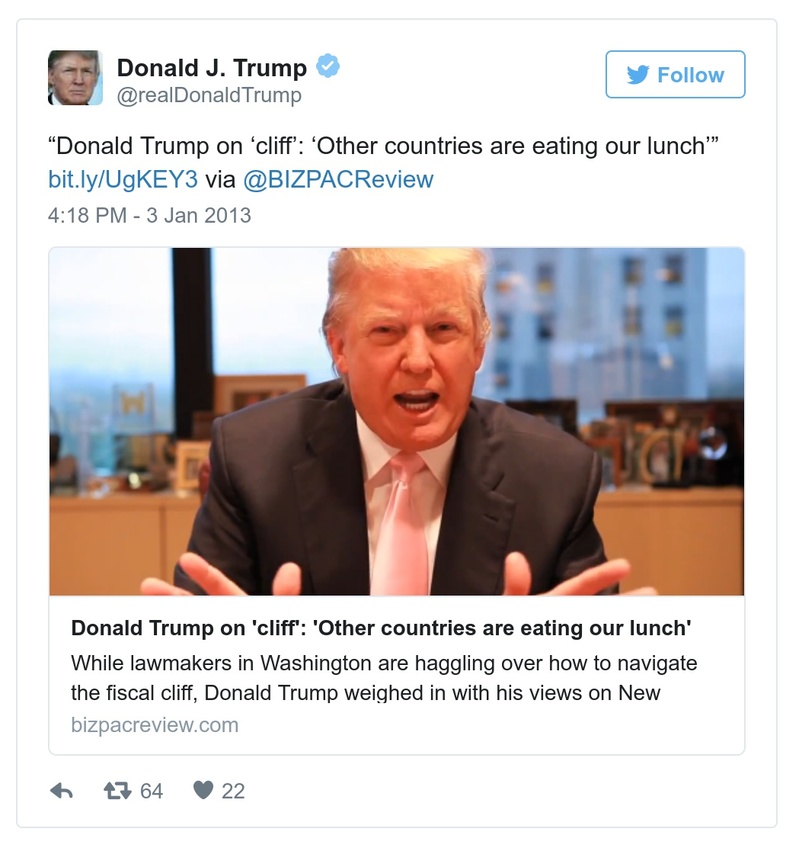 Donald J. Trump
@realDonaldTrump
Follow
“Donald Trump on ‘cliff’: ‘Other countries are eating our lunch’”
bit.ly/UgKEY3 via @BIZPACReview
4:18 PM - 3 Jan 2013
Donald Trump on 'cliff': 'Other countries are eating our lunch'
While lawmakers in Washington are haggling over how to navigate
the fiscal cliff, Donald Trump weighed in with his views on New
bizpacreview.com
64
22